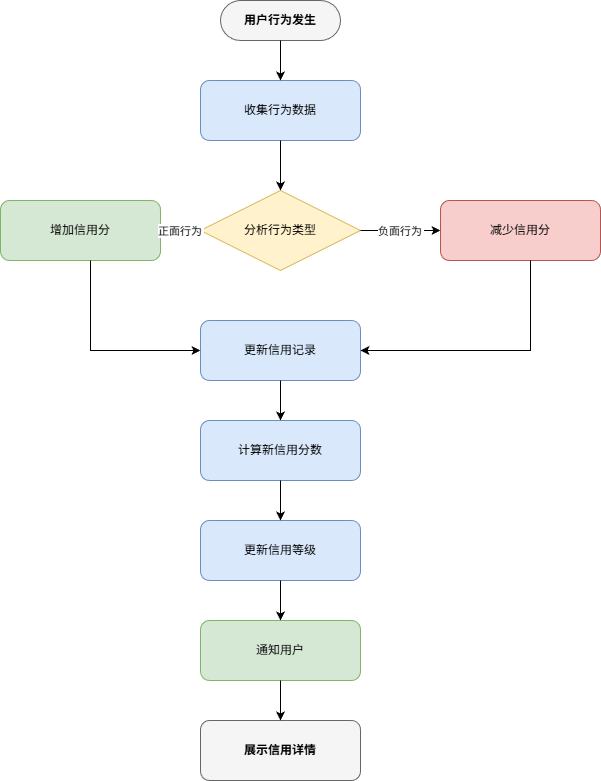 用户行为发生
收集行为数据
增加信用分
正面行为
分析行为类型
负面行为
减少信用分
更新信用记录
计算新信用分数
更新信用等级
通知用户
展示信用详情